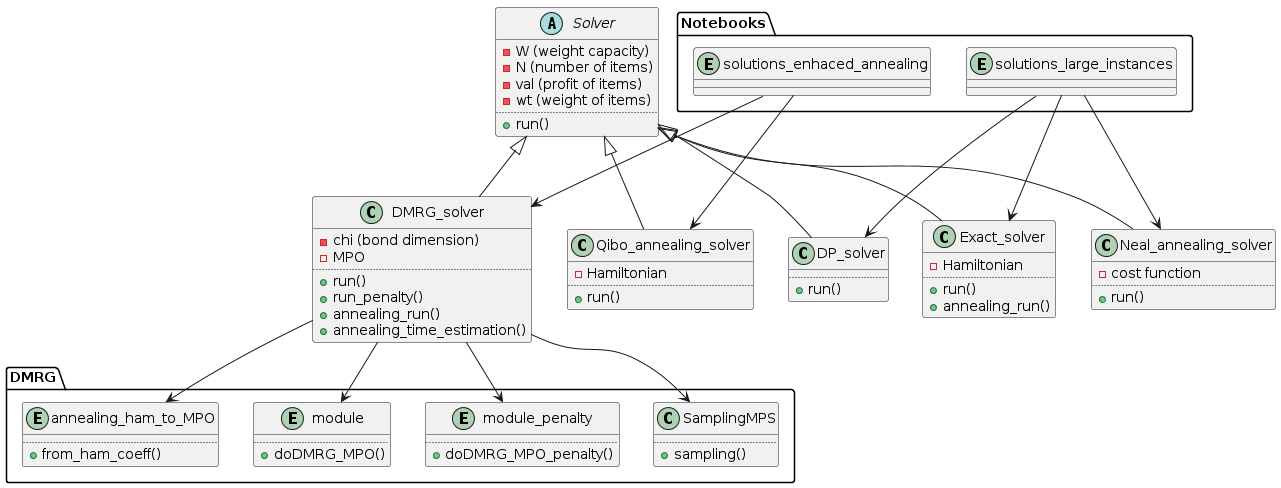 A Solver
W (weight capacity)
N (number of items)
val (profit of items)
wt (weight of items)
run()
Notebooks
E solutions_enhaced_annealing
E solutions_large_instances
C DMRG_solver
chi (bond dimension)
MPO
run()
run_penalty()
annealing_run()
annealing_time_estimation()
C Qibo_annealing_solver
Hamiltonian
run()
C DP_solver
run()
C Exact_solver
Hamiltonian
run()
annealing_run()
C Neal_annealing_solver
cost function
run()
DMRG
E annealing_ham_to_MPO
from_ham_coeff()
E module
doDMRG_MPO()
E module_penalty
doDMRG_MPO_penalty()
C SamplingMPS
sampling()